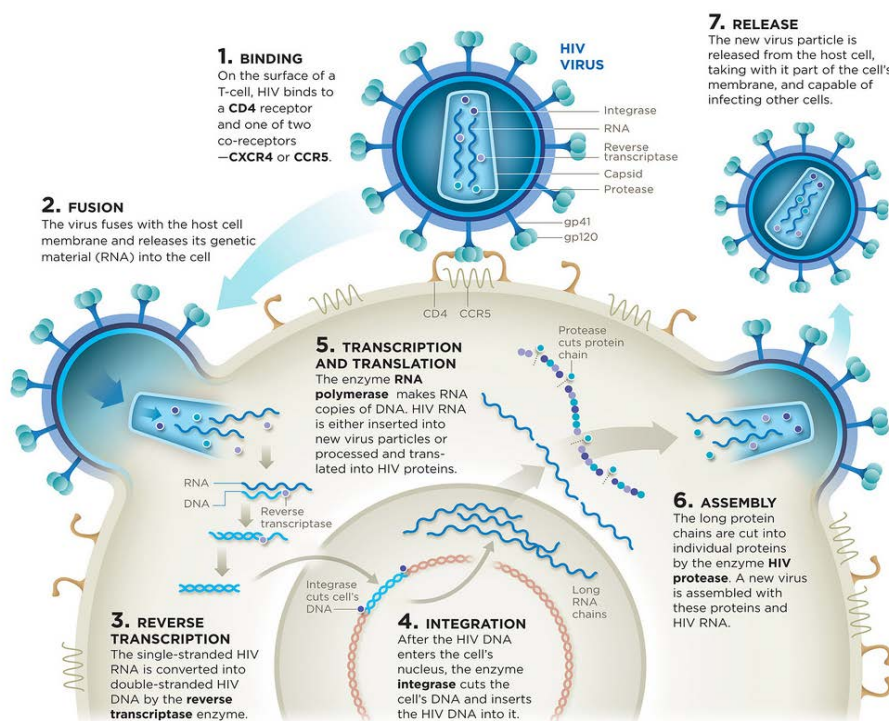 1. BINDING
On the surface of a
T-cell, HIV binds to
a CD4 receptor
and one of two
co-receptors
—CXCR4 or CCR5.
HIV
VIRUS
Integrase
RNA
Reverse
transcriptase
Capsid
Protease
gp41
gp120
CD4
CCR5
2. FUSION
The virus fuses with the host cell
membrane and releases its genetic
material (RNA) into the cell
RNA
DNA
Reverse
transcriptase
3. REVERSE
TRANSCRIPTION
The single-stranded HIV
RNA is converted into
double-stranded HIV
DNA by the reverse
transcriptase enzyme.
Integrase
cuts cell's
DNA
4. INTEGRATION
After the HIV DNA
enters the cell's
nucleus, the enzyme
integrase cuts the
cell's DNA and inserts
the HIV DNA into it.
Long
RNA
chains
5. TRANSCRIPTION
AND TRANSLATION
The enzyme RNA
polymerase makes RNA
copies of DNA. HIV RNA
is either inserted into
new virus particles or
processed and trans-
lated into HIV proteins.
Protease
cuts protein
chain
6. ASSEMBLY
The long protein
chains are cut into
individual proteins
by the enzyme HIV
protease. A new virus
is assembled with
these proteins and
HIV RNA.
7. RELEASE
The new virus particle is
released from the host cell,
taking with it part of the cell's
membrane, and capable of
infecting other cells.